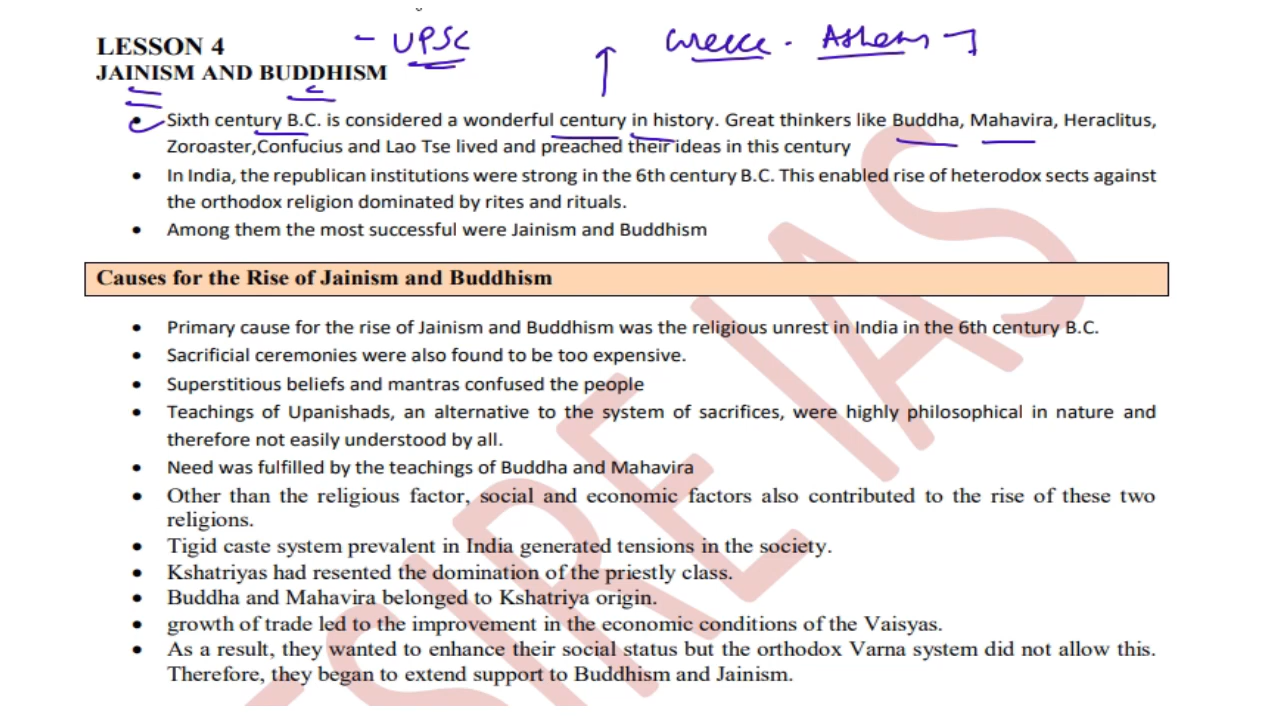 LESSON 4
- UPSC
Greece. Athens
JAINISM AND BUDDHISM
• Sixth century B.C. is considered a wonderful century in history. Great thinkers like Buddha, Mahavira, Heraclitus,
Zoroaster,Confucius and Lao Tse lived and preached their ideas in this century
• In India, the republican institutions were strong in the 6th century B.C. This enabled rise of heterodox sects against
the orthodox religion dominated by rites and rituals.
• Among them the most successful were Jainism and Buddhism
Causes for the Rise of Jainism and Buddhism
• Primary cause for the rise of Jainism and Buddhism was the religious unrest in India in the 6th century B.C.
• Sacrificial ceremonies were also found to be too expensive.
• Superstitious beliefs and mantras confused the people
• Teachings of Upanishads, an alternative to the system of sacrifices, were highly philosophical in nature and
therefore not easily understood by all.
• Need was fulfilled by the teachings of Buddha and Mahavira
• Other than the religious factor, social and economic factors also contributed to the rise of these two
religions.
• Tigid caste system prevalent in India generated tensions in the society.
• Kshatriyas had resented the domination of the priestly class.
• Buddha and Mahavira belonged to Kshatriya origin.
• growth of trade led to the improvement in the economic conditions of the Vaisyas.
• As a result, they wanted to enhance their social status but the orthodox Varna system did not allow this.
Therefore, they began to extend support to Buddhism and Jainism.
ESIRE IAS